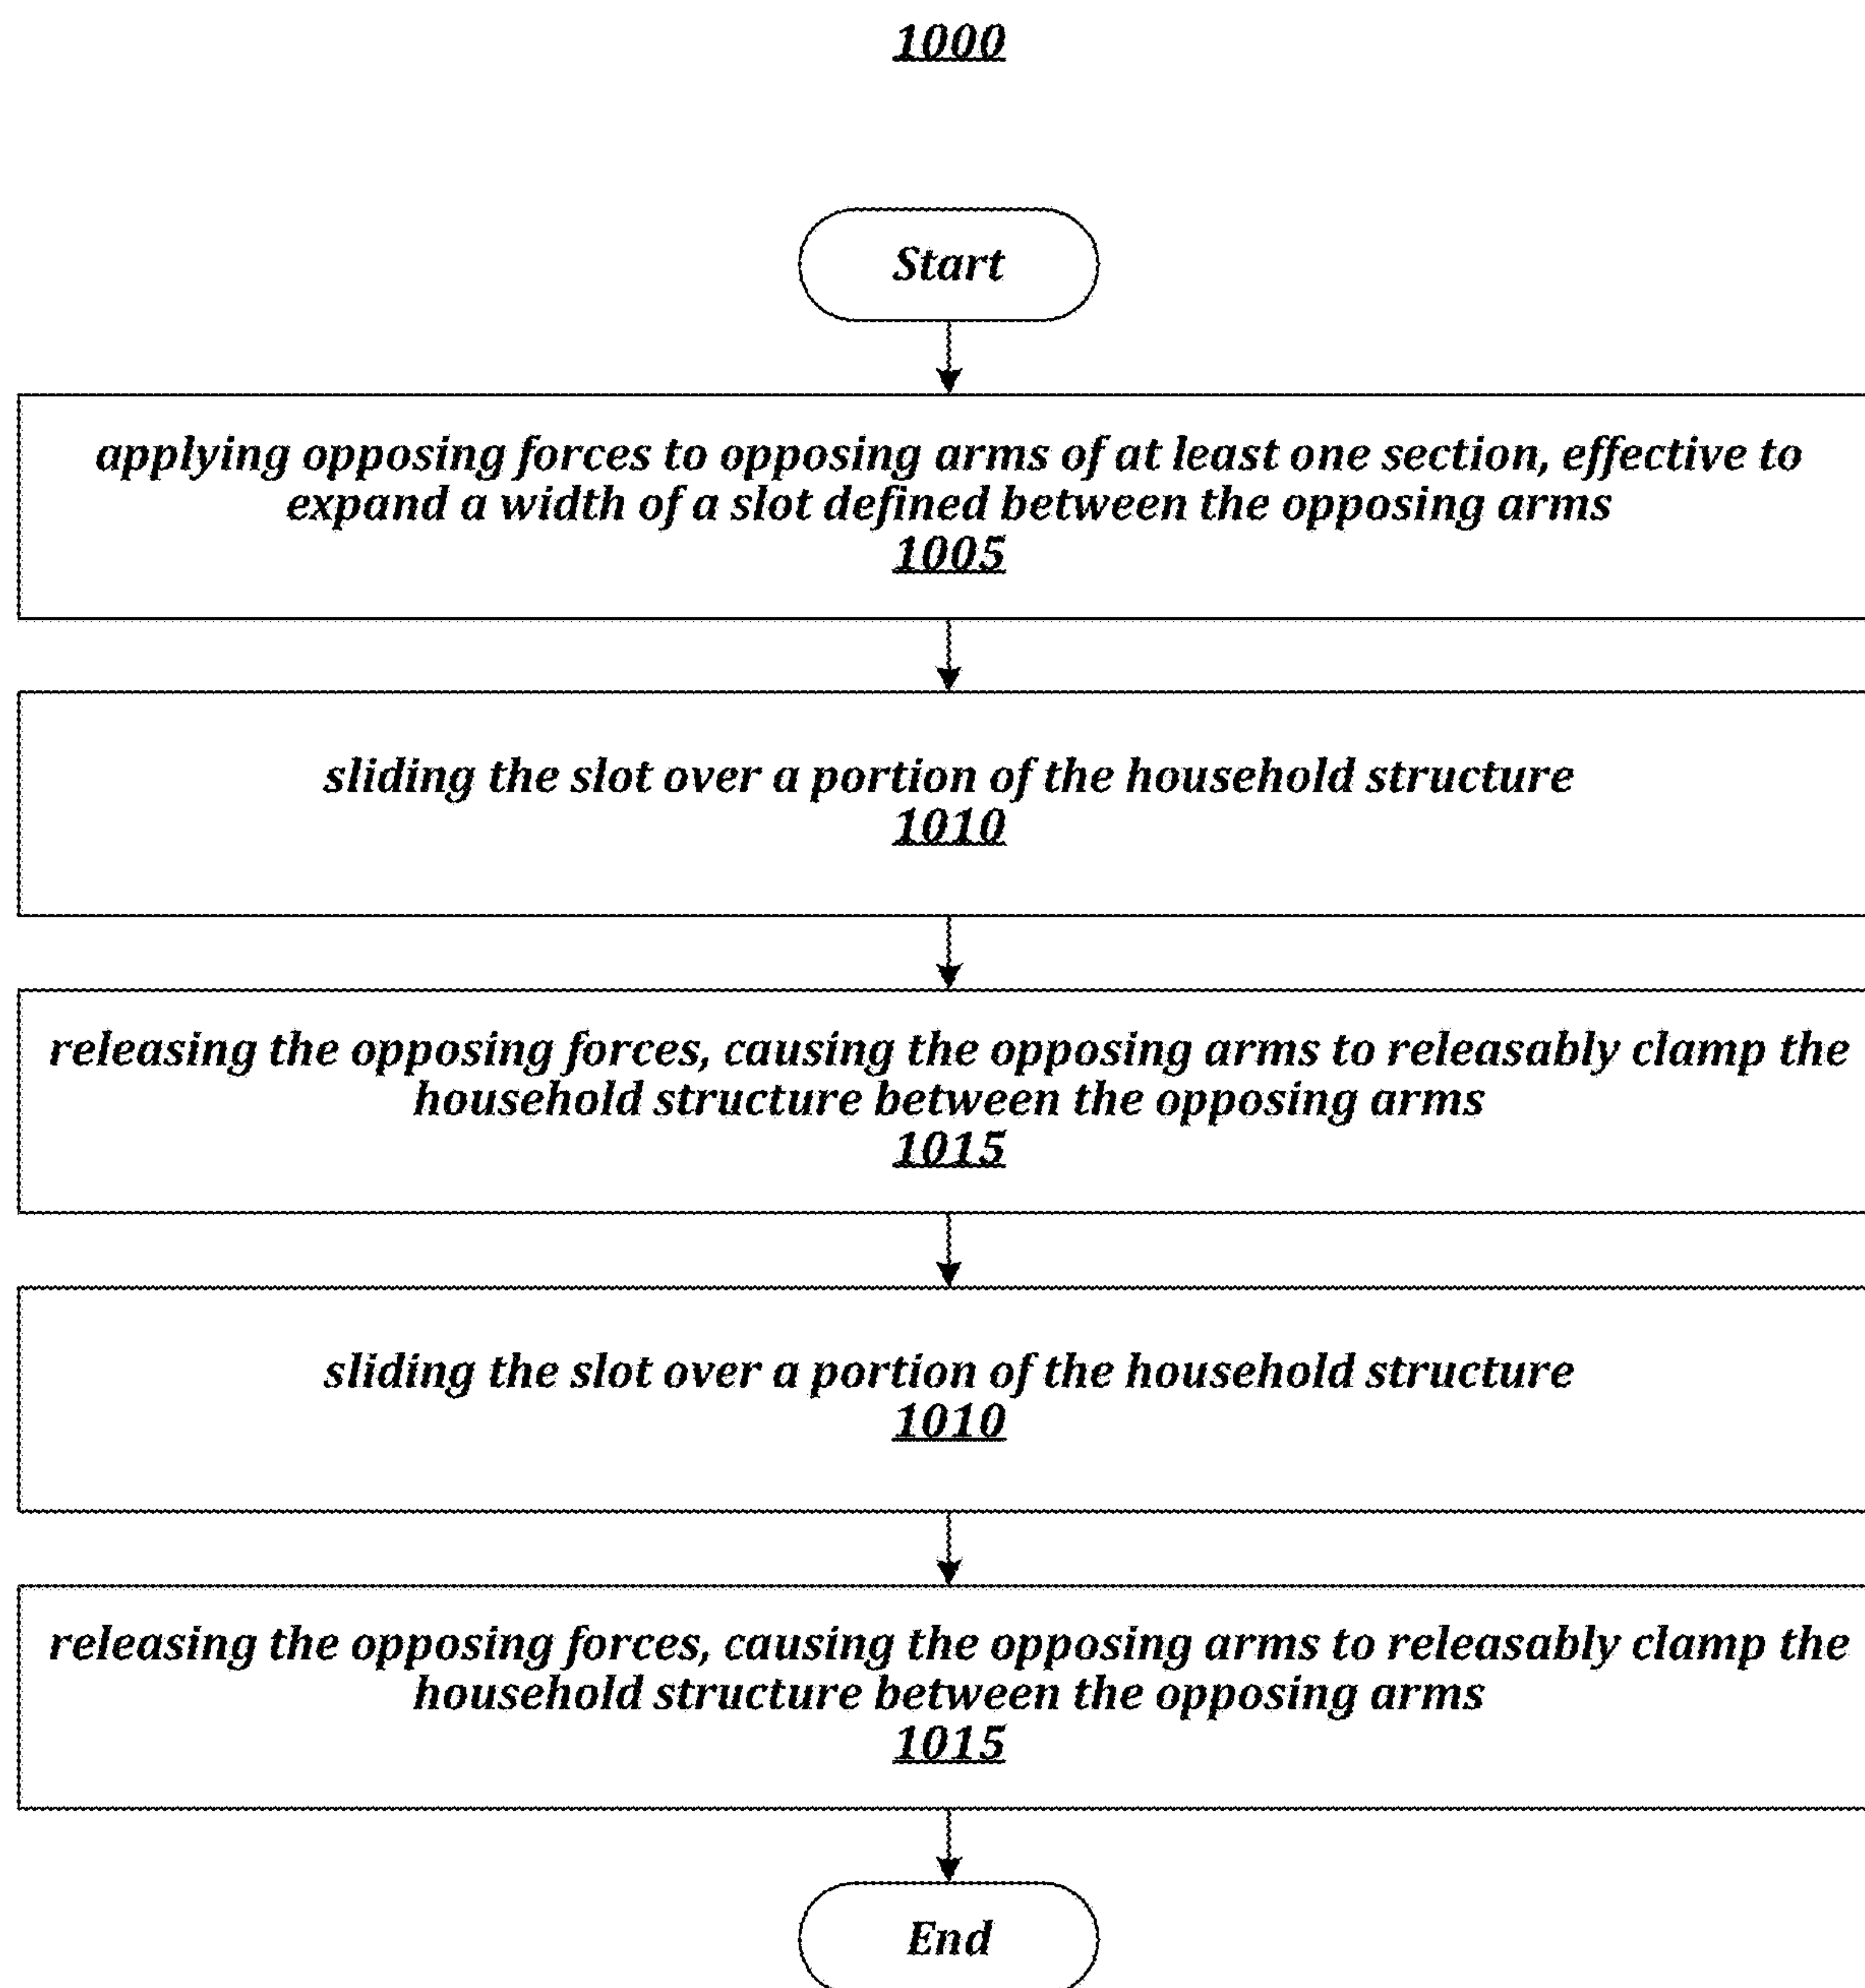 1000
Start
applying opposing forces to opposing arms of at least one section, effective to
expand a width of a slot defined between the opposing arms
1005
sliding the slot over a portion of the household structure
1010
releasing the opposing forces, causing the opposing arms to releasably clamp the
household structure between the opposing arms
1015
sliding the slot over a portion of the household structure
1010
releasing the opposing forces, causing the opposing arms to releasably clamp the
household structure between the opposing arms
1015
End